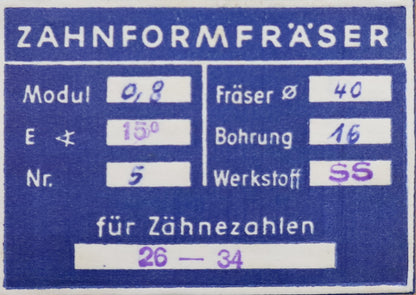 ZAHNFORMFRÄSER
Modul 0,8 Fräser ø 40
E ∢ 15° Bohrung 16
Nr. 5 Werkstoff SS
für Zähnezahlen
26 — 34